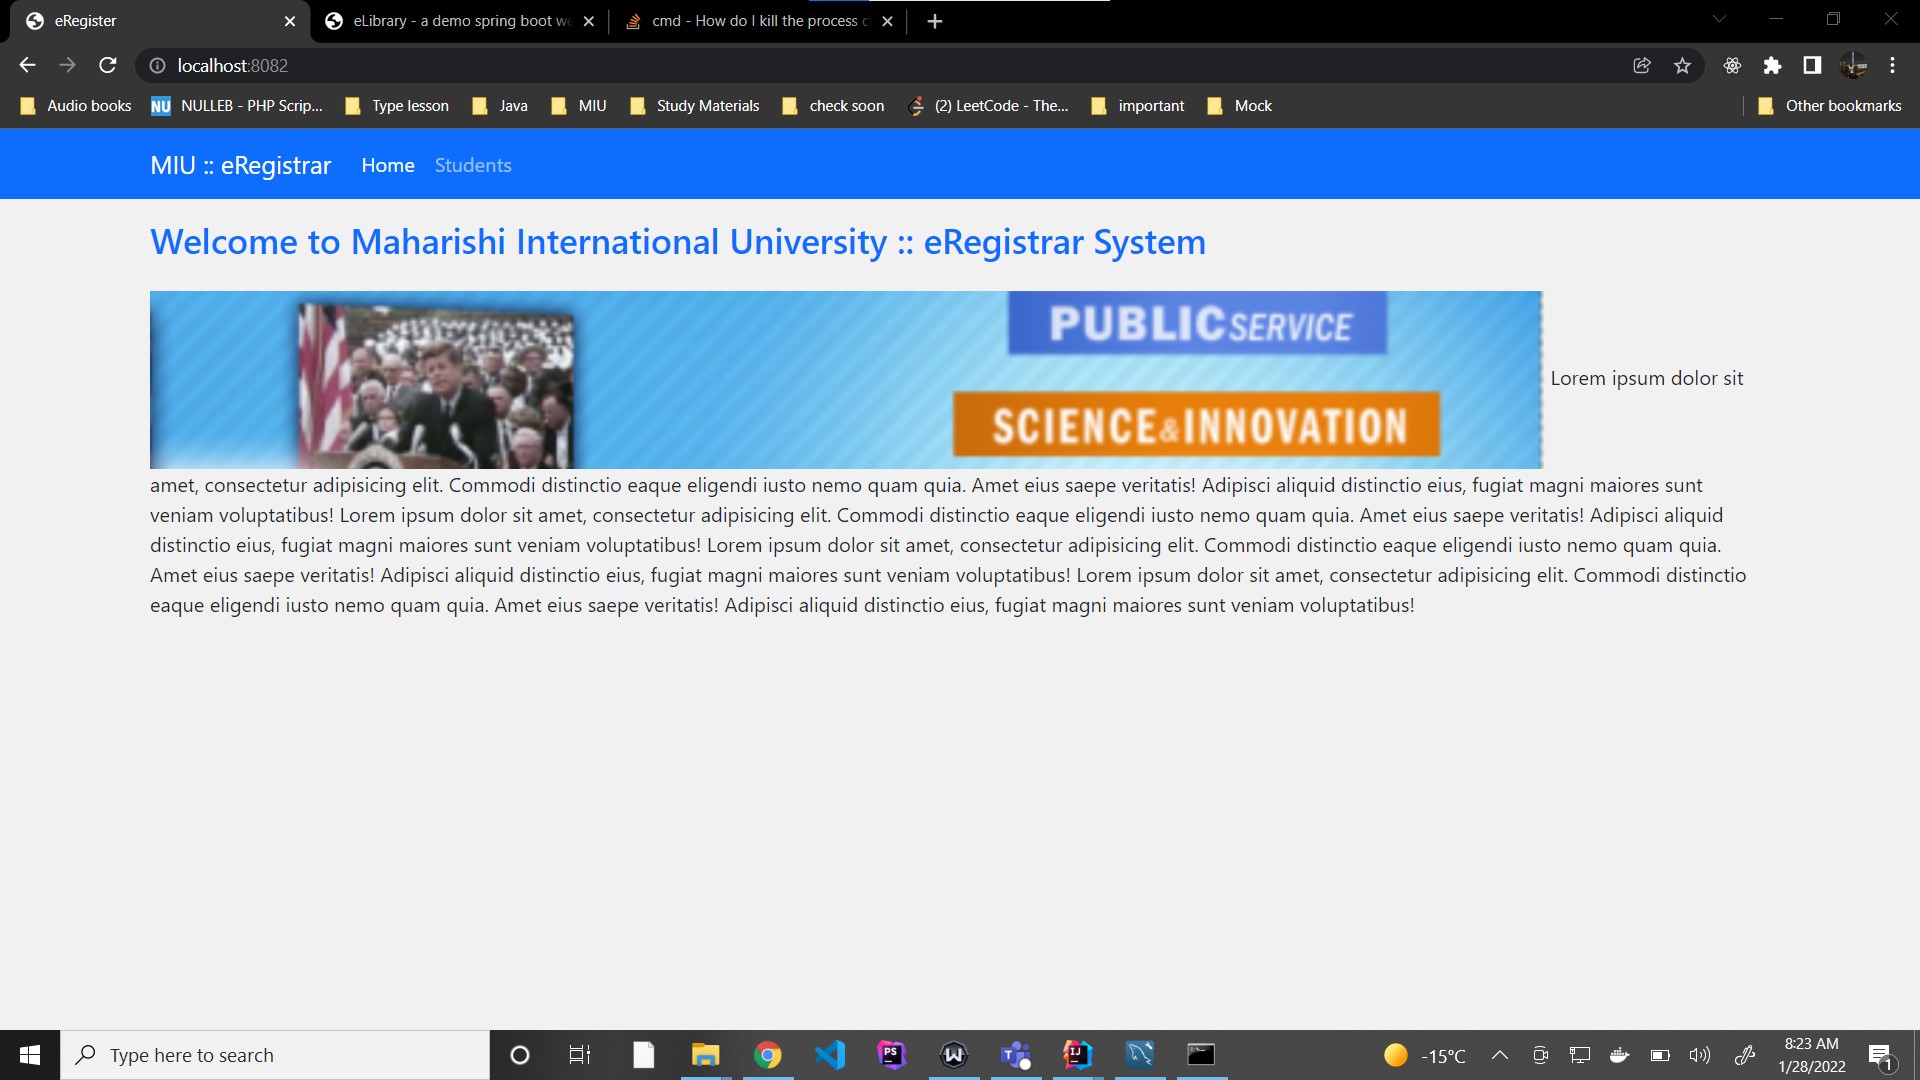 eRegister
eLibrary - a demo spring boot we
cmd - How do I kill the process c
localhost:8082
Audio books
NU
NULLEB - PHP Scrip...
Type lesson
Java
MIU
Study Materials
check soon
(2) LeetCode - The...
important
Mock
Other bookmarks
MIU :: eRegistrar
Home
Students
Welcome to Maharishi International University :: eRegistrar System
PUBLIC SERVICE
SCIENCE & INNOVATION
Lorem ipsum dolor sit
amet, consectetur adipisicing elit. Commodi distinctio eaque eligendi iusto nemo quam quia. Amet eius saepe veritatis! Adipisci aliquid distinctio eius, fugiat magni maiores sunt
veniam voluptatibus! Lorem ipsum dolor sit amet, consectetur adipisicing elit. Commodi distinctio eaque eligendi iusto nemo quam quia. Amet eius saepe veritatis! Adipisci aliquid
distinctio eius, fugiat magni maiores sunt veniam voluptatibus! Lorem ipsum dolor sit amet, consectetur adipisicing elit. Commodi distinctio eaque eligendi iusto nemo quam quia.
Amet eius saepe veritatis! Adipisci aliquid distinctio eius, fugiat magni maiores sunt veniam voluptatibus! Lorem ipsum dolor sit amet, consectetur adipisicing elit. Commodi distinctio
eaque eligendi iusto nemo quam quia. Amet eius saepe veritatis! Adipisci aliquid distinctio eius, fugiat magni maiores sunt veniam voluptatibus!
Type here to search
PS
W
T
IJ
-15°C
8:23 AM
1/28/2022
1